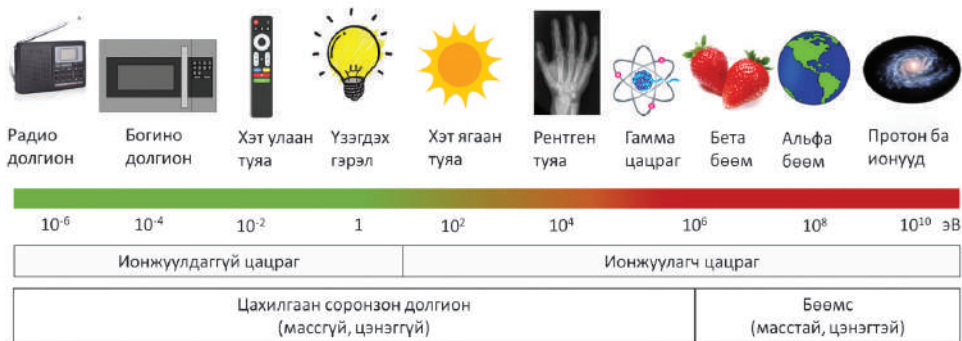 Радио долгион
Богино долгион
Хэт улаан туяа
Үзэгдэх гэрэл
Хэт ягаан туяа
Рентген туяа
Гамма цацраг
Бета бөөм
Альфа бөөм
Протон ба ионууд
10⁻⁶ 10⁻⁴ 10⁻² 1 10² 10⁴ 10⁶ 10⁸ 10¹⁰ эВ
Ионжуулдаггүй цацраг Ионжуулагч цацраг
Цахилгаан соронзон долгион
(массгүй, цэнэггүй)
Бөөмс
(масстай, цэнэгтэй)